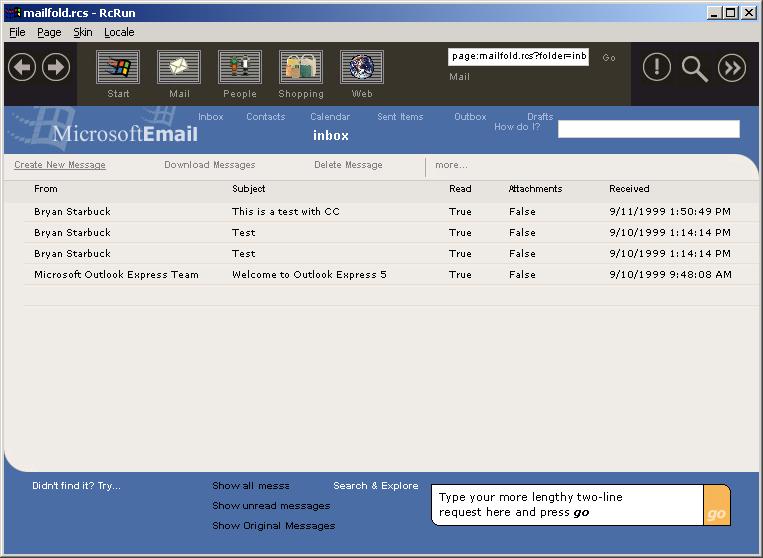 mailfold.rcs - RcRun
File Page Skin Locale
page:mailfold.rcs?folder=inb Go
Start Mail People Shopping Web Mail
Inbox Contacts Calendar Sent Items Outbox Drafts
MicrosoftEmail inbox How do I?
Create New Message Download Messages Delete Message more...
From Subject Read Attachments Received
Bryan Starbuck This is a test with CC True False 9/11/1999 1:50:49 PM
Bryan Starbuck Test True False 9/10/1999 1:14:14 PM
Bryan Starbuck Test True False 9/10/1999 1:14:14 PM
Microsoft Outlook Express Team Welcome to Outlook Express 5 True False 9/10/1999 9:48:08 AM
Didn't find it? Try... Show all messa Search & Explore
Show unread messages
Show Original Messages
Type your more lengthy two-line
request here and press go
go